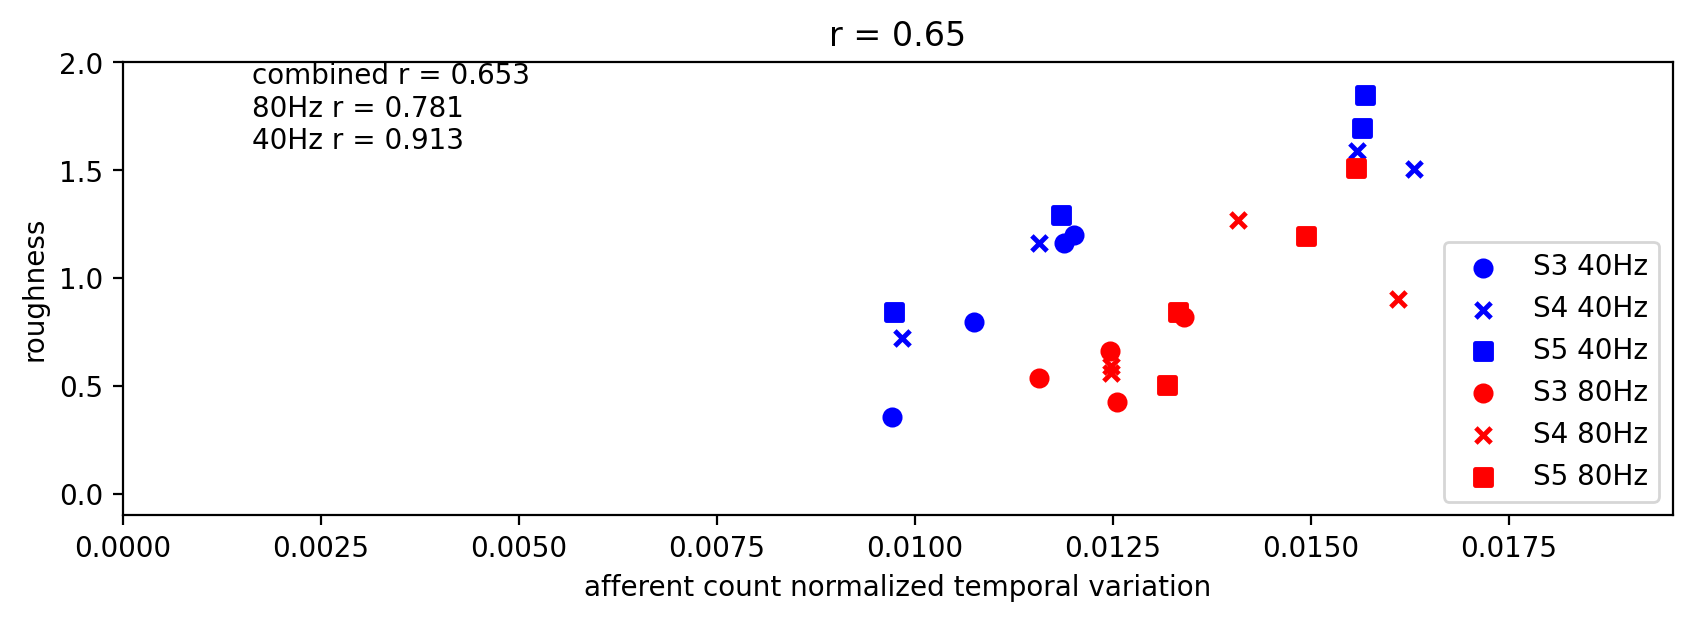 r = 0.65
combined r = 0.653
80Hz r = 0.781
40Hz r = 0.913
2.0
1.5
1.0
0.5
0.0
roughness
S3 40Hz
S4 40Hz
S5 40Hz
S3 80Hz
S4 80Hz
S5 80Hz
0.0000 0.0025 0.0050 0.0075 0.0100 0.0125 0.0150 0.0175
afferent count normalized temporal variation